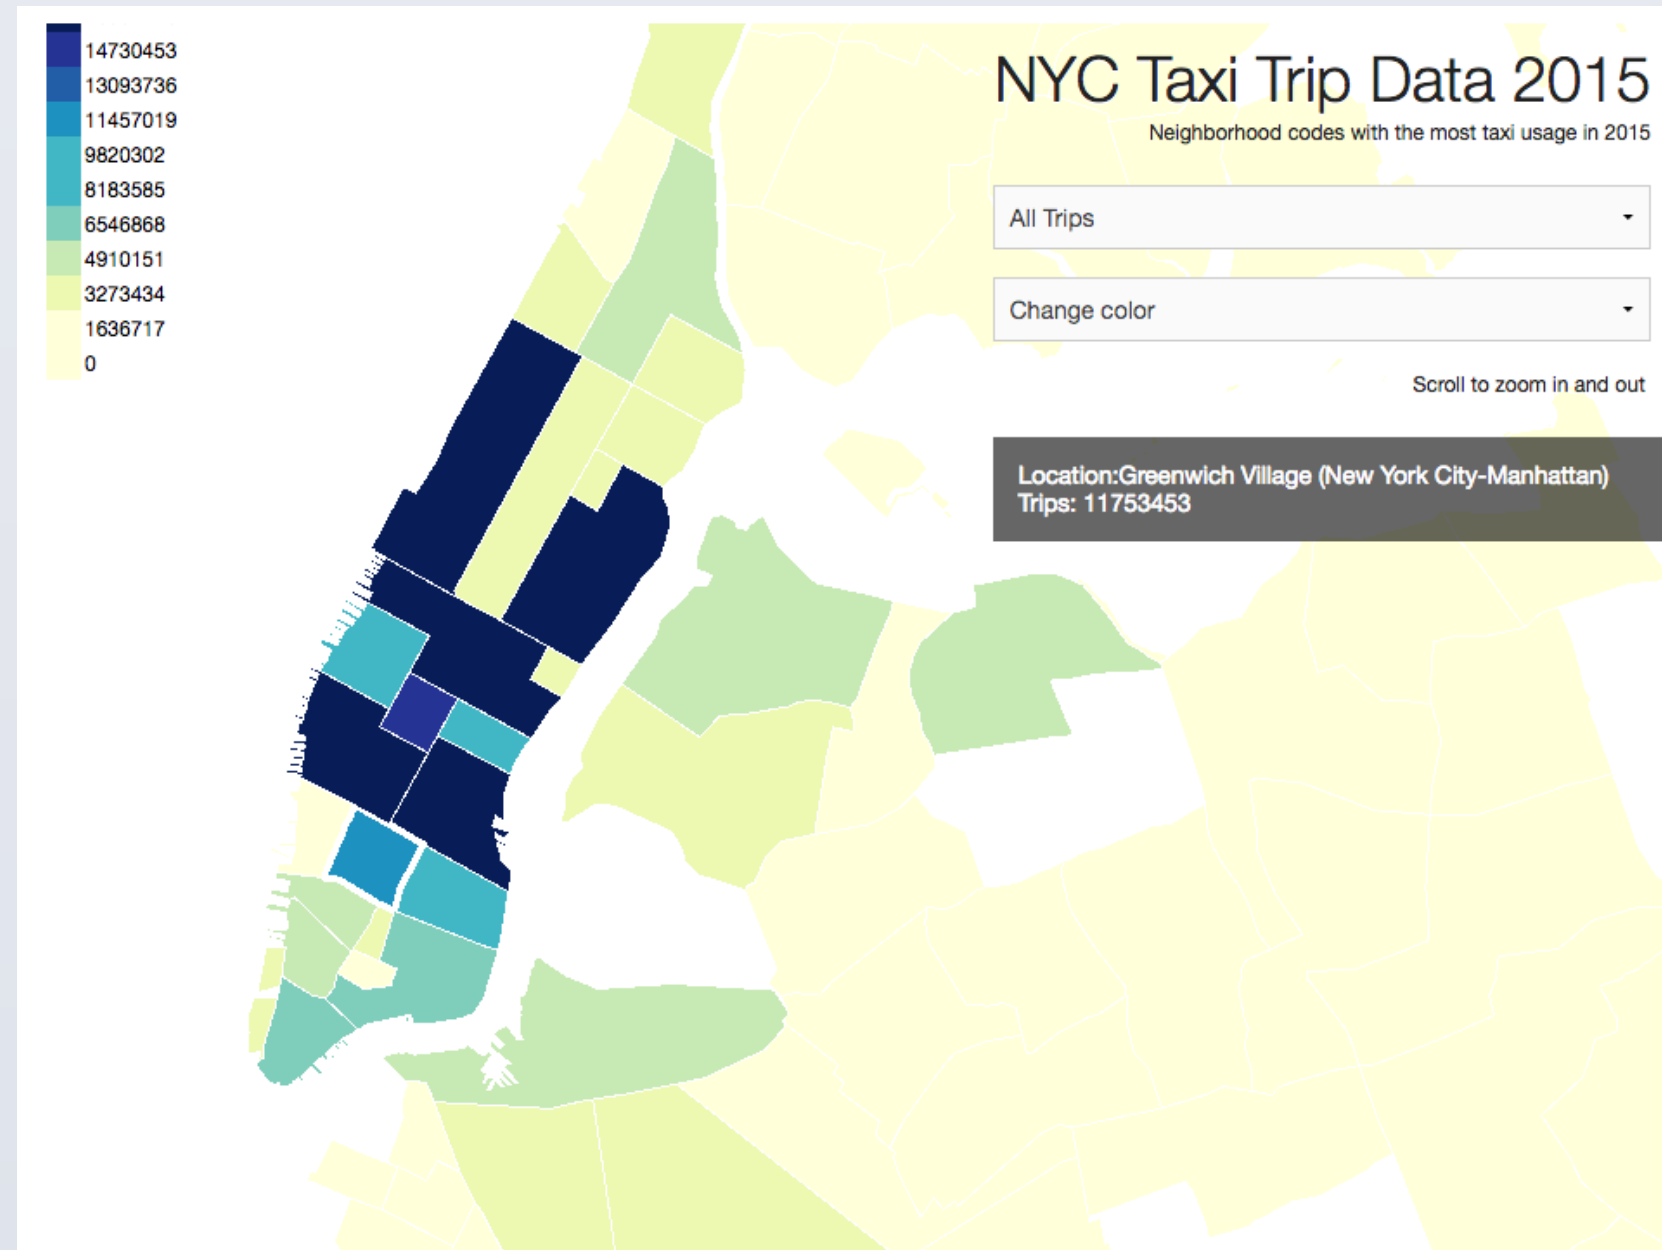 14730453
13093736
11457019
9820302
8183585
6546868
4910151
3273434
1636717
0
NYC Taxi Trip Data 2015
Neighborhood codes with the most taxi usage in 2015
All Trips
Change color
Scroll to zoom in and out
Location:Greenwich Village (New York City-Manhattan)
Trips: 11753453